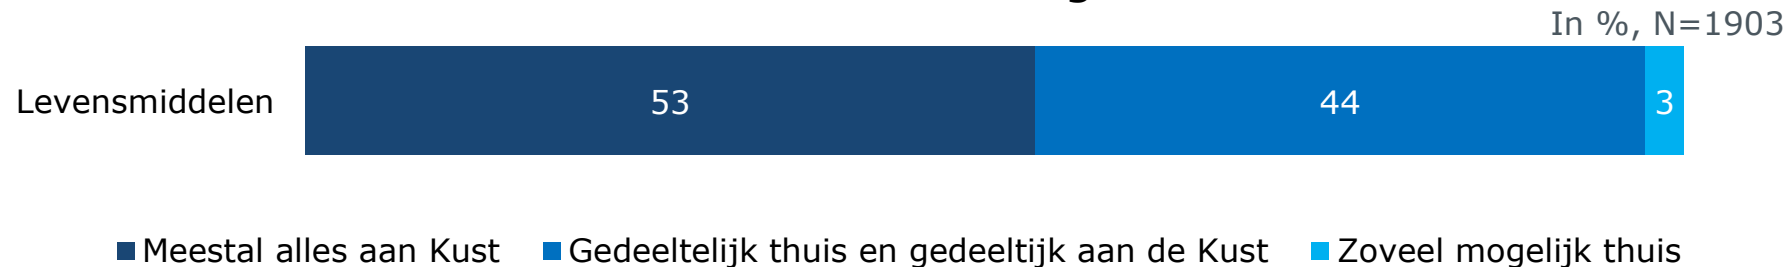 In %, N=1903
Levensmiddelen 53 44 3
Meestal alles aan Kust Gedeeltelijk thuis en gedeeltijk aan de Kust Zoveel mogelijk thuis